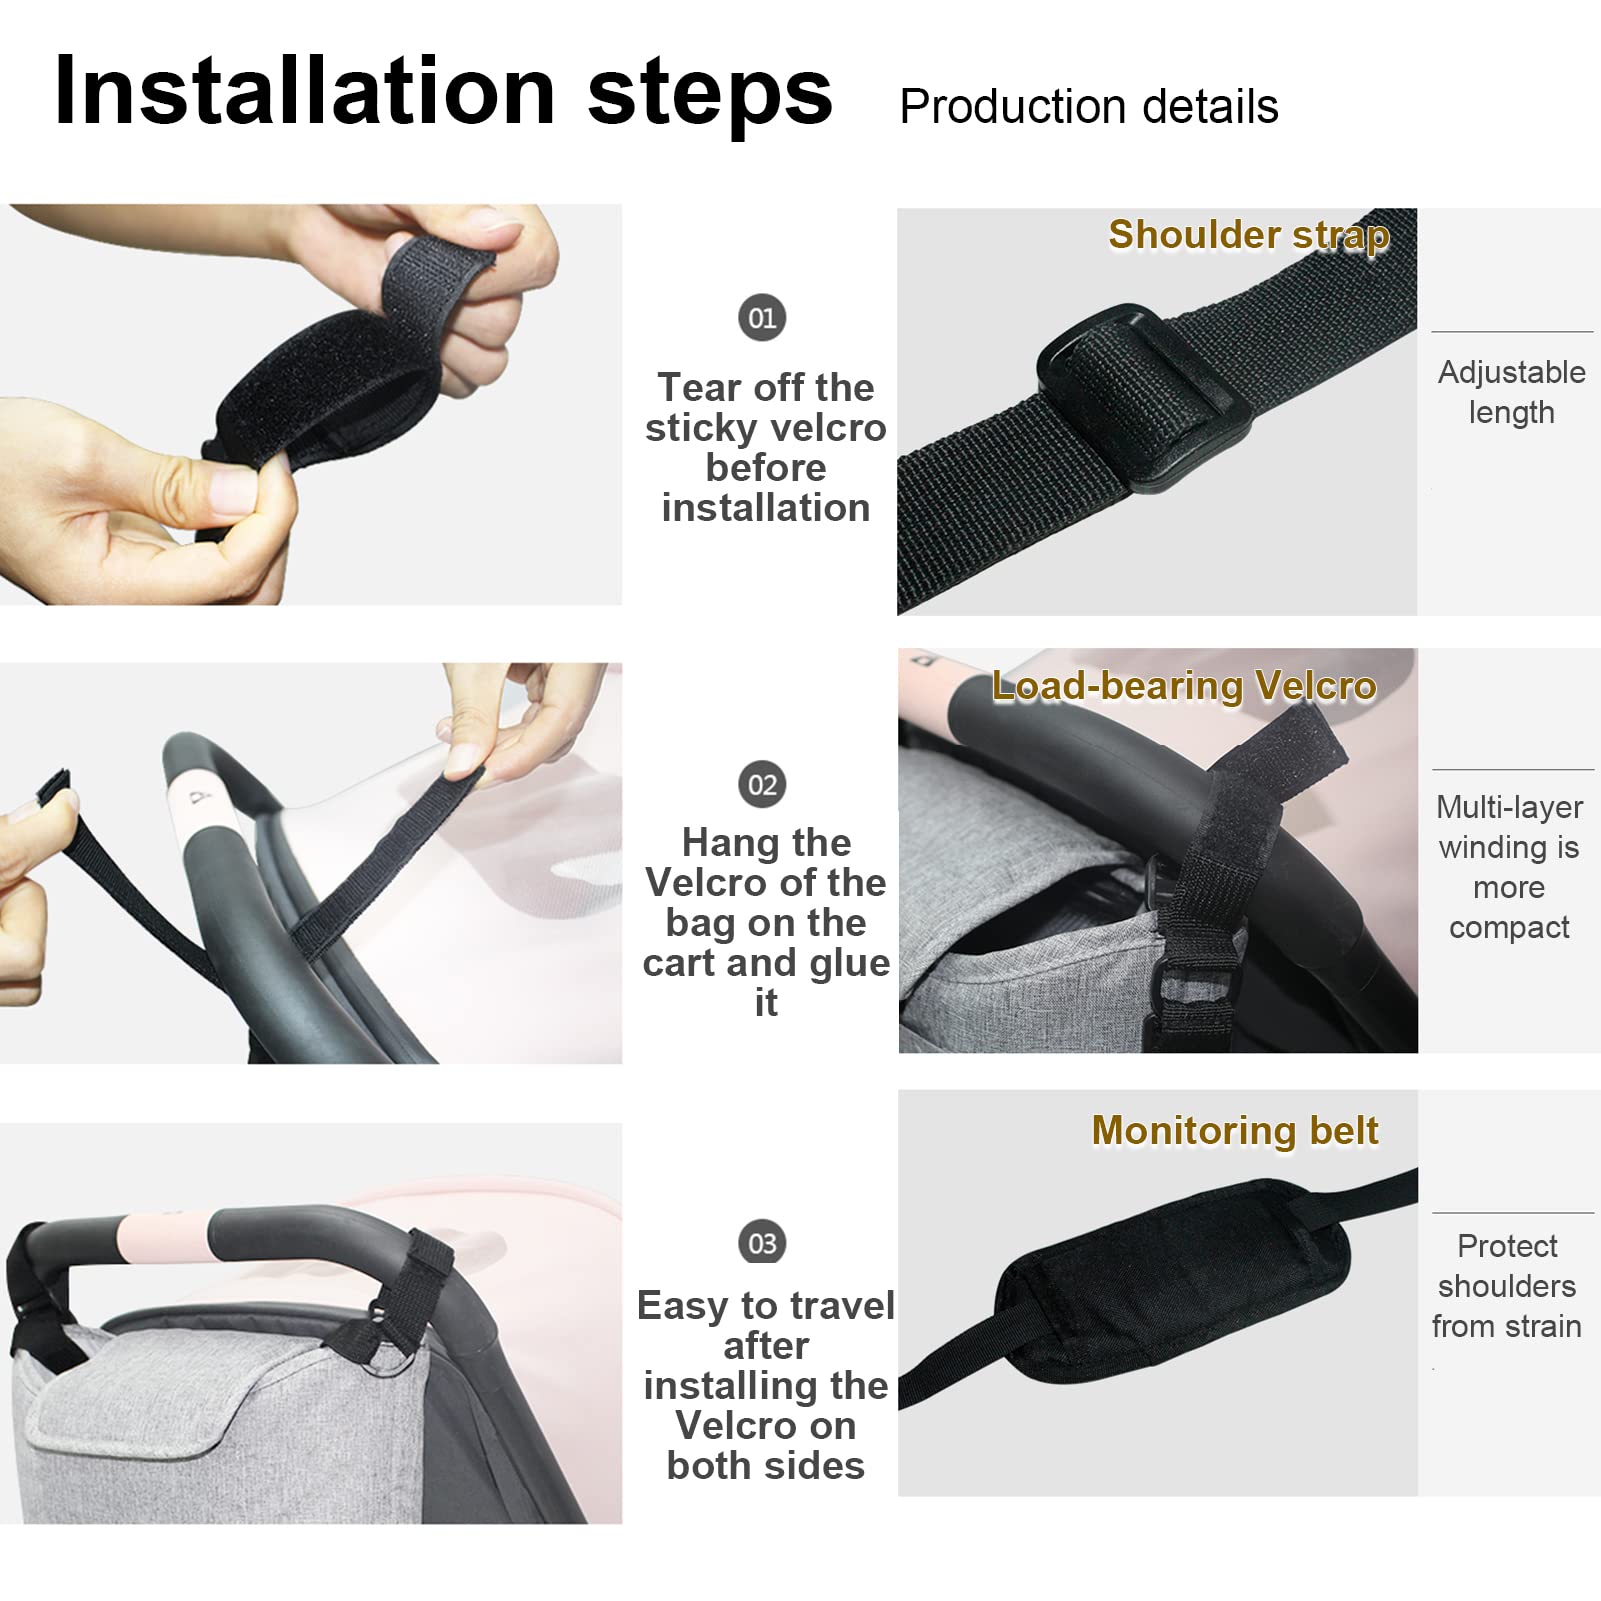 Installation steps
Production details
01
Tear off the
sticky velcro
before
installation
Shoulder strap
Adjustable
length
02
Hang the
Velcro of the
bag on the
cart and glue
it
Load-bearing Velcro
Multi-layer
winding is
more
compact
03
Easy to travel
after
installing the
Velcro on
both sides
Monitoring belt
Protect
shoulders
from strain